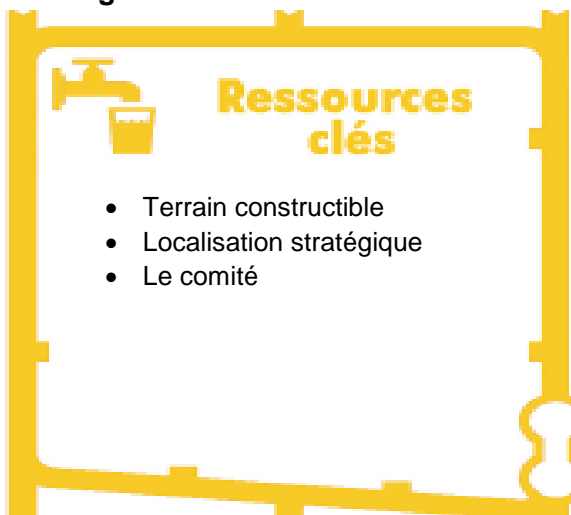 Ressources
clés
• Terrain constructible
• Localisation stratégique
• Le comité